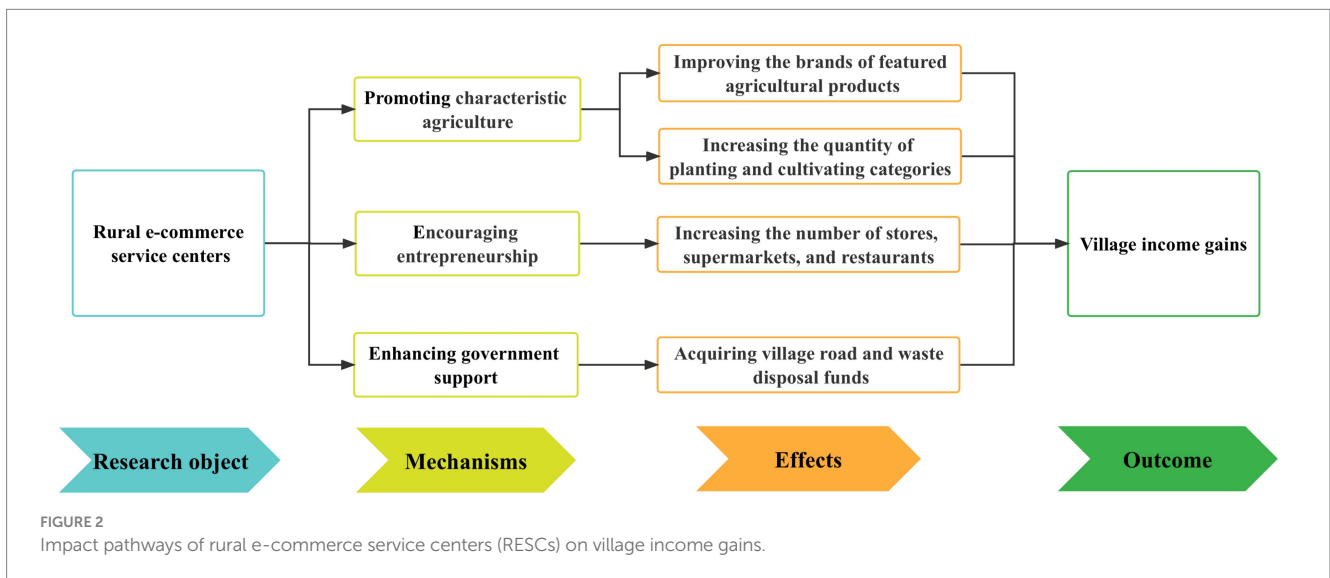 Rural e-commerce
service centers
Promoting characteristic
agriculture
Encouraging
entrepreneurship
Enhancing government
support
Improving the brands of featured
agricultural products
Increasing the quantity of
planting and cultivating categories
Increasing the number of stores,
supermarkets, and restaurants
Acquiring village road and waste
disposal funds
Village income gains
Research object
Mechanisms
Effects
Outcome
FIGURE 2
Impact pathways of rural e-commerce service centers (RESCs) on village income gains.